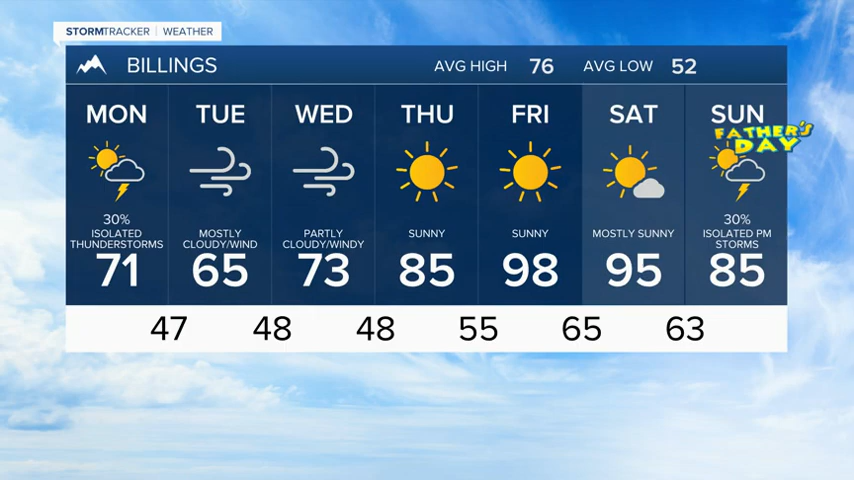 STORMTRACKER | WEATHER
BILLINGS AVG HIGH 76 AVG LOW 52
MON TUE WED THU FRI SAT SUN
FATHER'S
DAY
30% 30%
ISOLATED THUNDERSTORMS MOSTLY CLOUDY/WIND PARTLY CLOUDY/WINDY SUNNY SUNNY MOSTLY SUNNY ISOLATED PM STORMS
71 65 73 85 98 95 85
47 48 48 55 65 63